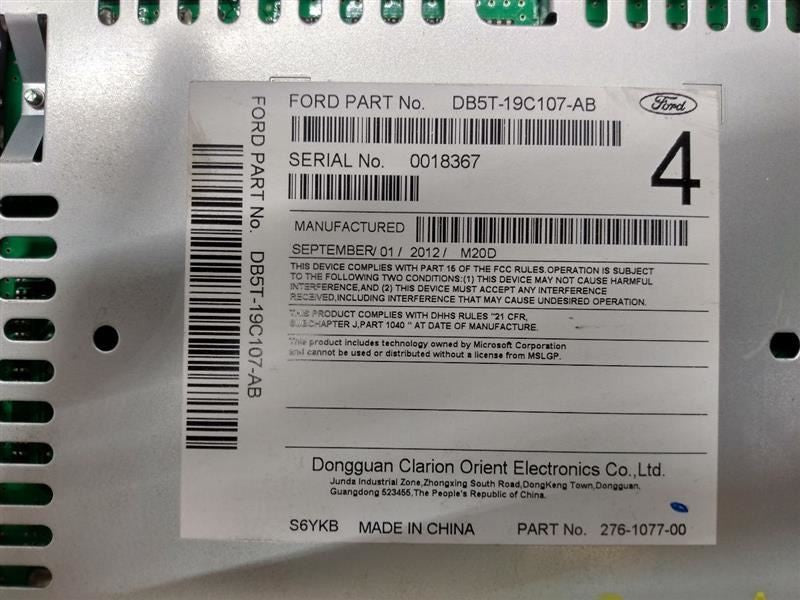 FORD PART No. DB5T-19C107-AB
Ford
4
SERIAL No. 0018367
MANUFACTURED
SEPTEMBER/ 01 / 2012 / M20D
THIS DEVICE COMPLIES WITH PART 15 OF THE FCC RULES.OPERATION IS SUBJECT
TO THE FOLLOWING TWO CONDITIONS:(1) THIS DEVICE MAY NOT CAUSE HARMFUL
INTERFERENCE,AND (2) THIS DEVICE MUST ACCEPT ANY INTERFERENCE
RECEIVED,INCLUDING INTERFERENCE THAT MAY CAUSE UNDESIRED OPERATION.
THIS PRODUCT COMPLIES WITH DHHS RULES "21 CFR,
SUBCHAPTER J,PART 1040 " AT DATE OF MANUFACTURE.
This product includes technology owned by Microsoft Corporation
and cannot be used or distributed without a license from MSLGP.
Dongguan Clarion Orient Electronics Co.,Ltd.
Junda Industrial Zone,Zhongxing South Road,DongKeng Town,Dongguan,
Guangdong 523455,The People's Republic of China.
S6YKB MADE IN CHINA PART No. 276-1077-00
FORD PART No. DB5T-19C107-AB